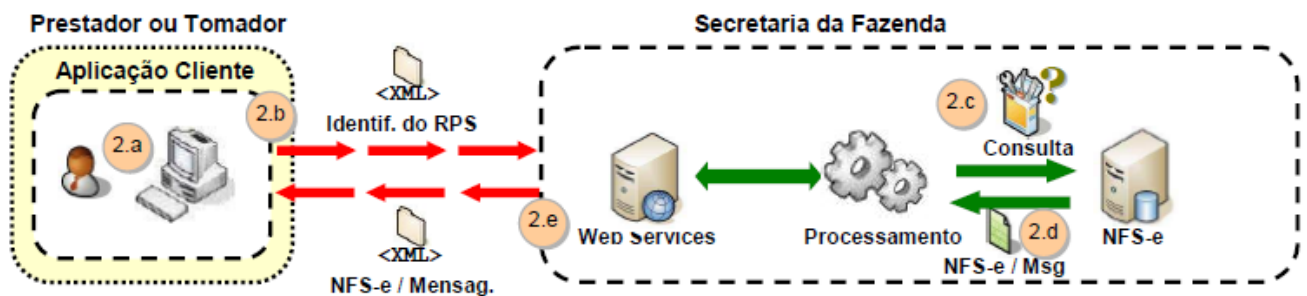 Prestador ou Tomador
Aplicação Cliente
2.a
2.b
<XML>
Identif. do RPS
<XML>
NFS-e / Mensag.
Secretaria da Fazenda
2.e
Web Services
Processamento
2.c
?
Consulta
2.d
NFS-e / Msg
NFS-e